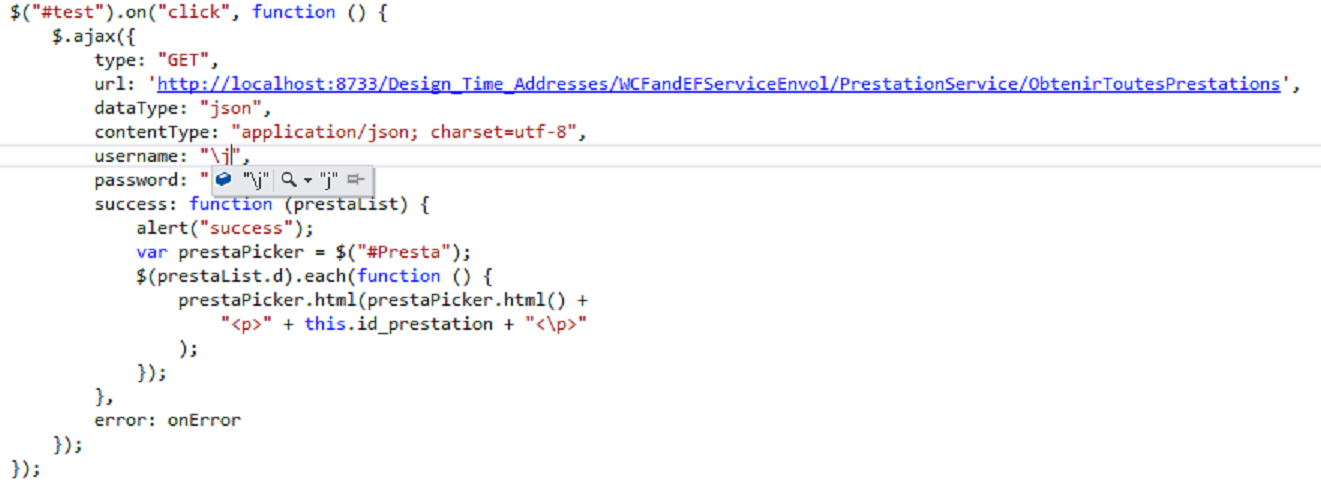 $("#test").on("click", function () {
    $.ajax({
        type: "GET",
        url: 'http://localhost:8733/Design_Time_Addresses/WCFandEFServiceEnvol/PrestationService/ObtenirToutesPrestations',
        dataType: "json",
        contentType: "application/json; charset=utf-8",
        username: "\j",
        password: " "\j" "j"
        success: function (prestaList) {
            alert("success");
            var prestaPicker = $("#Presta");
            $(prestaList.d).each(function () {
                prestaPicker.html(prestaPicker.html() +
                    "<p>" + this.id_prestation + "<\p>"
                );
            });
        },
        error: onError
    });
});